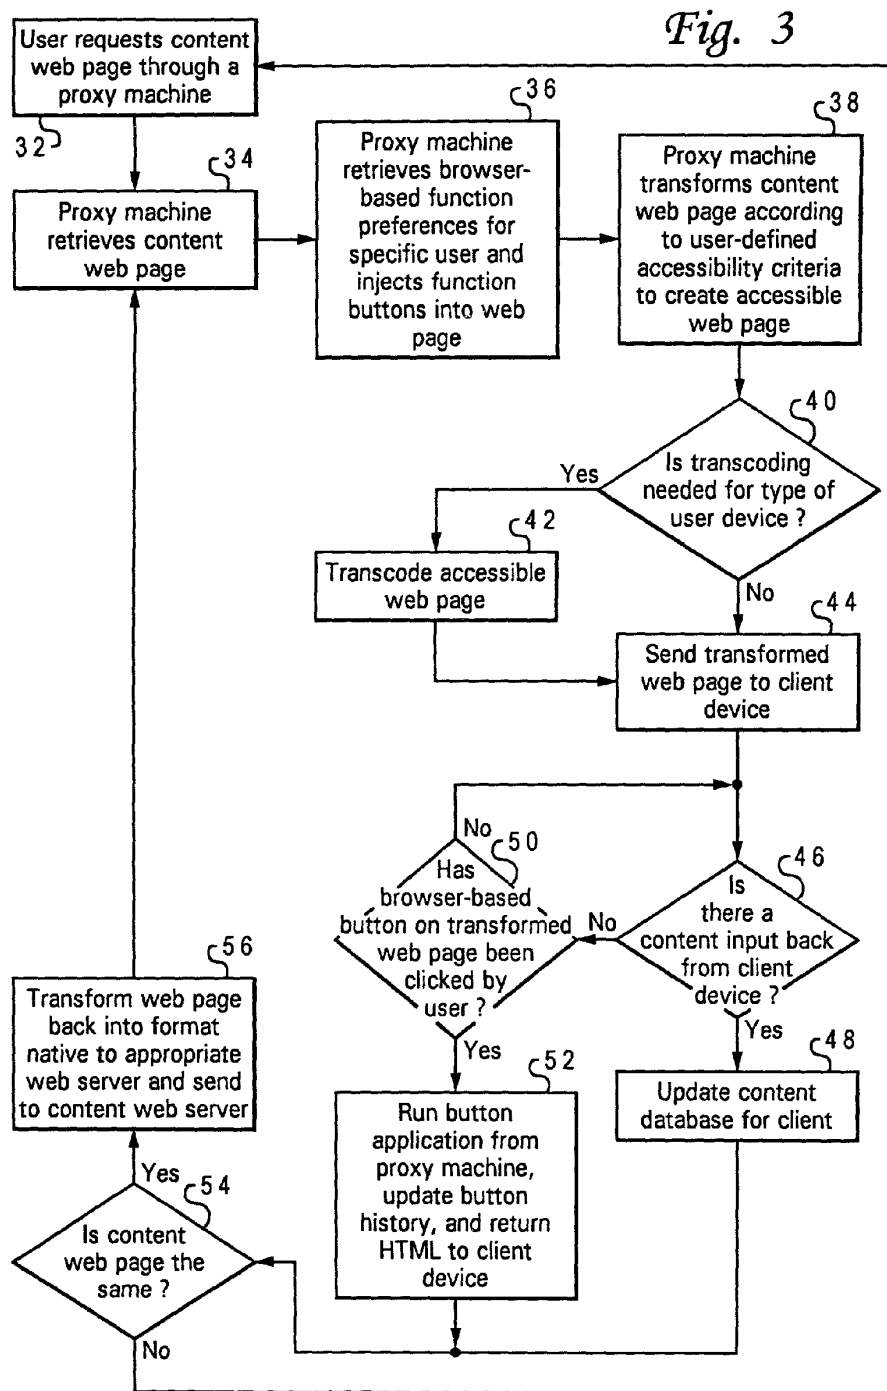 Fig. 3
User requests content
web page through a
proxy machine
32
34
Proxy machine
retrieves content
web page
36
Proxy machine
retrieves browser-
based function
preferences for
specific user and
injects function
buttons into web
page
38
Proxy machine
transforms content
web page according
to user-defined
accessibility criteria
to create accessible
web page
40
Is transcoding
needed for type of
user device ?
Yes
No
42
Transcode accessible
web page
44
Send transformed
web page to client
device
46
Is
there a
content input back
from client
device ?
No
Yes
48
Update content
database for client
50
Has
browser-based
button on transformed
web page been
clicked by
user ?
No
Yes
52
Run button
application from
proxy machine,
update button
history, and return
HTML to client
device
54
Is content
web page the
same ?
Yes
No
56
Transform web page
back into format
native to appropriate
web server and send
to content web server